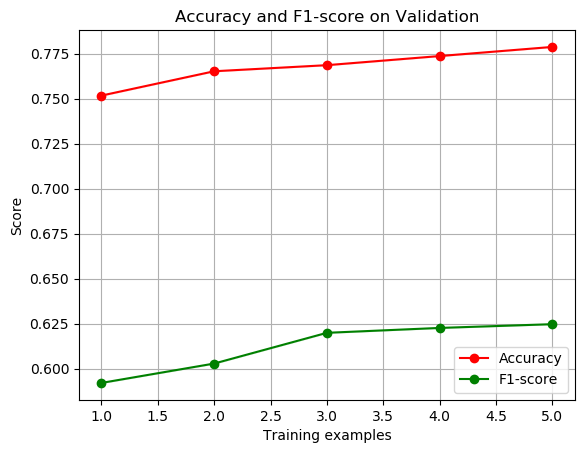 Accuracy and F1-score on Validation
Score
0.775
0.750
0.725
0.700
0.675
0.650
0.625
0.600
Accuracy
F1-score
1.0 1.5 2.0 2.5 3.0 3.5 4.0 4.5 5.0
Training examples